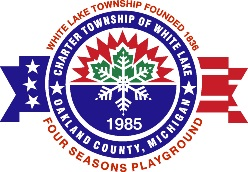 WHITE LAKE TOWNSHIP FOUNDED 1836
CHARTER TOWNSHIP OF WHITE LAKE
1985
OAKLAND COUNTY, MICHIGAN
FOUR SEASONS PLAYGROUND